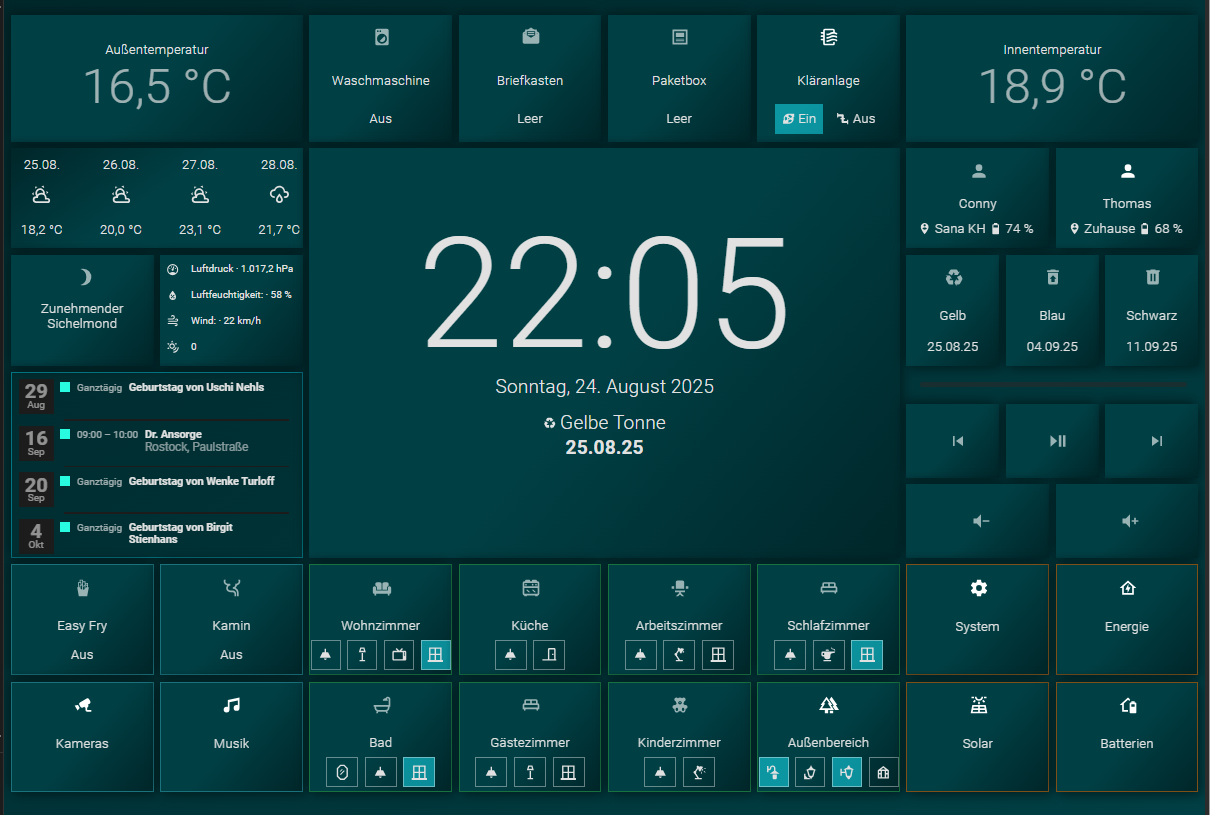 Außentemperatur
16,5 °C
Waschmaschine
Aus
Briefkasten
Leer
Paketbox
Leer
Kläranlage
Ein Aus
Innentemperatur
18,9 °C
25.08. 26.08. 27.08. 28.08.
18,2 °C 20,0 °C 23,1 °C 21,7 °C
Zunehmender
Sichelmond
Luftdruck · 1.017,2 hPa
Luftfeuchtigkeit: · 58 %
Wind: · 22 km/h
0
22:05
Sonntag, 24. August 2025
Gelbe Tonne
25.08.25
Conny
Sana KH 74 %
Thomas
Zuhause 68 %
Gelb
25.08.25
Blau
04.09.25
Schwarz
11.09.25
29
Aug
Ganztägig Geburtstag von Uschi Nehls
16
Sep
09:00 – 10:00 Dr. Ansorge
Rostock, Paulstraße
20
Sep
Ganztägig Geburtstag von Wenke Turloff
4
Okt
Ganztägig Geburtstag von Birgit
Stienhans
Easy Fry
Aus
Kamin
Aus
Wohnzimmer
Küche
Arbeitszimmer
Schlafzimmer
System
Energie
Kameras
Musik
Bad
Gästezimmer
Kinderzimmer
Außenbereich
Solar
Batterien